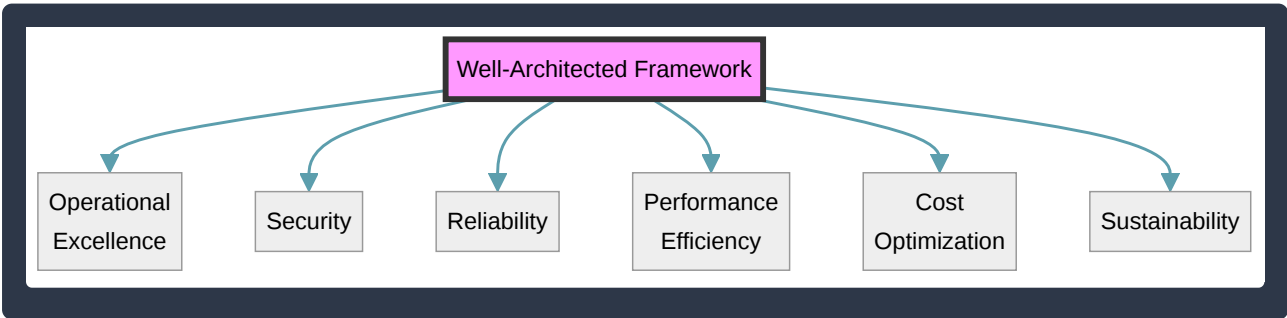 Well-Architected Framework
Operational
Excellence
Security
Reliability
Performance
Efficiency
Cost
Optimization
Sustainability